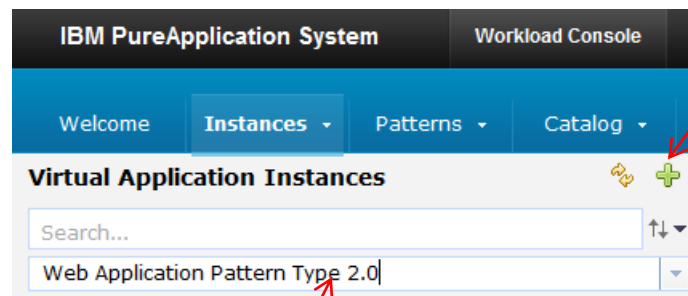 IBM PureApplication System Workload Console
Welcome Instances Patterns Catalog
Virtual Application Instances
Search...
Web Application Pattern Type 2.0